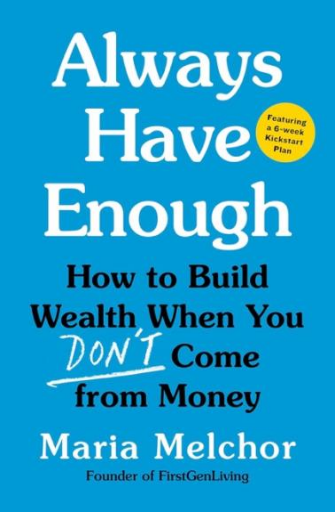 Always
Have
Enough
Featuring
a 6-week
Kickstart
Plan
How to Build
Wealth When You
DON'T Come
from Money
Maria Melchor
Founder of FirstGenLiving